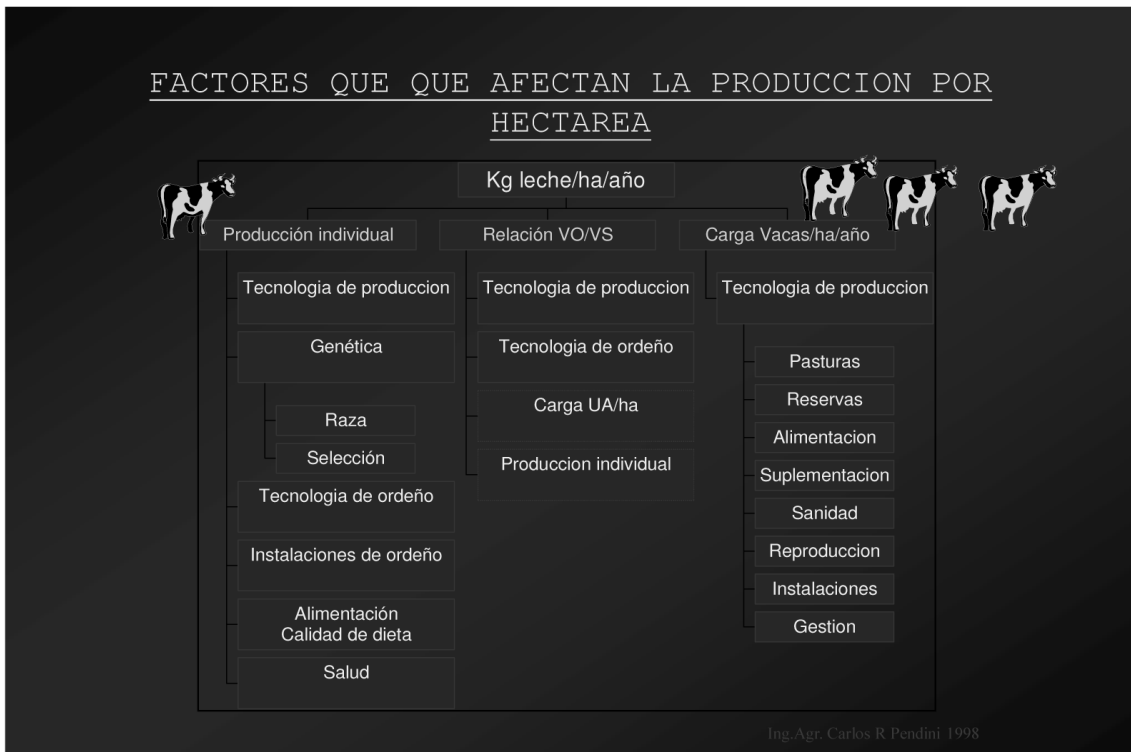 FACTORES QUE QUE AFECTAN LA PRODUCCION POR
HECTAREA
Kg leche/ha/año
Producción individual
Tecnologia de produccion
Genética
Raza
Selección
Tecnologia de ordeño
Instalaciones de ordeño
Alimentación
Calidad de dieta
Salud
Relación VO/VS
Tecnologia de produccion
Tecnologia de ordeño
Carga UA/ha
Produccion individual
Carga Vacas/ha/año
Tecnologia de produccion
Pasturas
Reservas
Alimentacion
Suplementacion
Sanidad
Reproduccion
Instalaciones
Gestion
Ing.Agr. Carlos R Pendini 1998